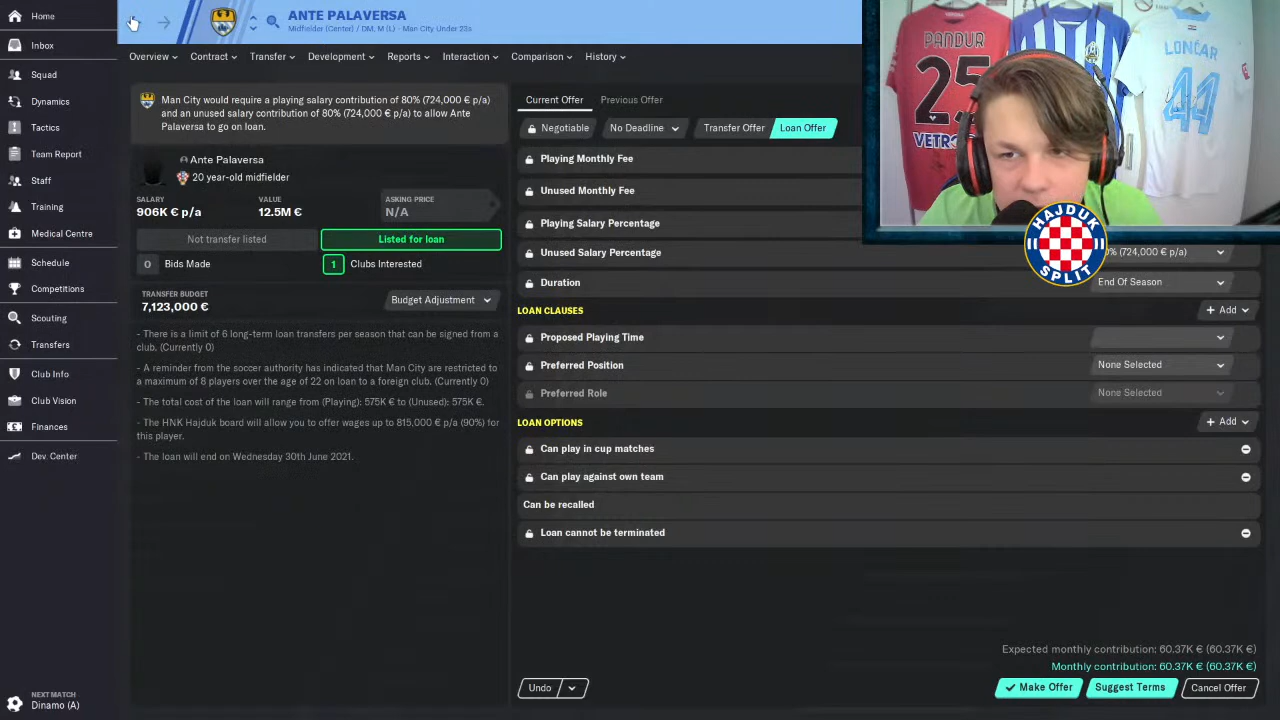 Home
Inbox
Squad
Dynamics
Tactics
Team Report
Staff
Training
Medical Centre
Schedule
Competitions
Scouting
Transfers
Club Info
Club Vision
Finances
Dev. Center
NEXT MATCH
Dinamo (A)
ANTE PALAVERSA
Midfielder (Center) / DM, M (L) - Man City Under 23s
Overview
Contract
Transfer
Development
Reports
Interaction
Comparison
History
Man City would require a playing salary contribution of 80% (724,000 € p/a)
and an unused salary contribution of 80% (724,000 € p/a) to allow Ante
Palaversa to go on loan.
Ante Palaversa
20 year-old midfielder
SALARY
906K € p/a
VALUE
12.5M €
ASKING PRICE
N/A
Not transfer listed
Listed for loan
0 Bids Made
1 Clubs Interested
TRANSFER BUDGET
7,123,000 €
Budget Adjustment
- There is a limit of 6 long-term loan transfers per season that can be signed from a
club. (Currently 0)
- A reminder from the soccer authority has indicated that Man City are restricted to
a maximum of 8 players over the age of 22 on loan to a foreign club. (Currently 0)
- The total cost of the loan will range from (Playing): 575K € to (Unused): 575K €.
- The HNK Hajduk board will allow you to offer wages up to 815,000 € p/a (90%) for
this player.
- The loan will end on Wednesday 30th June 2021.
Current Offer
Previous Offer
Negotiable
No Deadline
Transfer Offer
Loan Offer
Playing Monthly Fee
Unused Monthly Fee
Playing Salary Percentage
Unused Salary Percentage
0% (724,000 € p/a)
Duration
End Of Season
LOAN CLAUSES
+ Add
Proposed Playing Time
Preferred Position
None Selected
Preferred Role
None Selected
LOAN OPTIONS
+ Add
Can play in cup matches
Can play against own team
Can be recalled
Loan cannot be terminated
Expected monthly contribution: 60.37K € (60.37K €)
Monthly contribution: 60.37K € (60.37K €)
Undo
Make Offer
Suggest Terms
Cancel Offer
PANDUR
25
LONČAR
44
HAJDUK
SPLIT